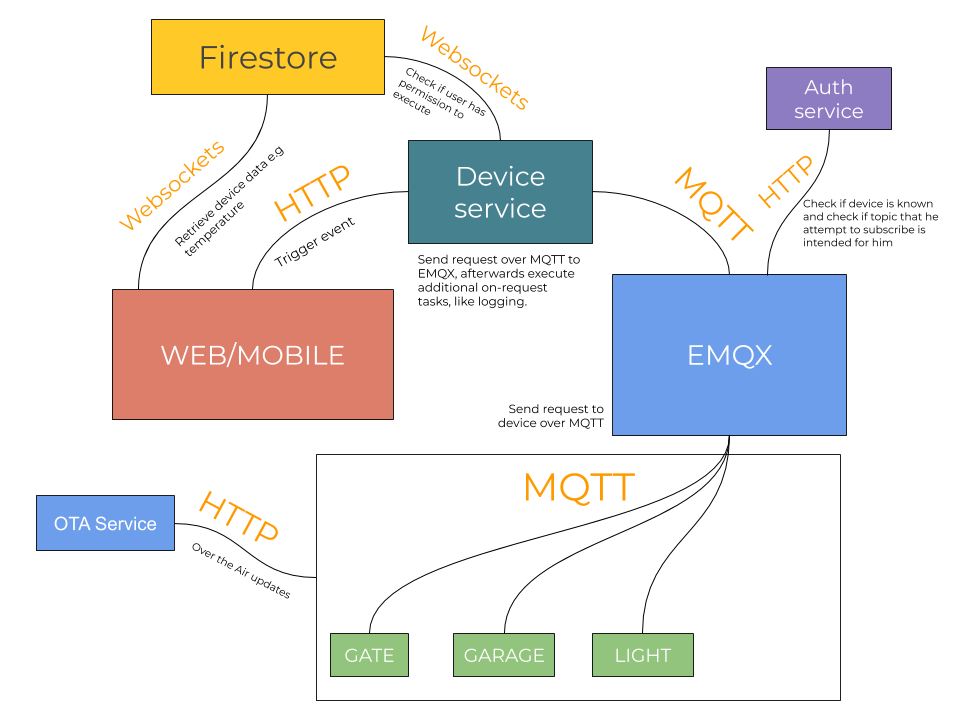 Firestore
Websockets
Check if user has
permission to
execute
Auth
service
Websockets
Retrieve device data e.g
temperature
HTTP
Trigger event
Device
service
MQTT
HTTP
Check if device is known
and check if topic that he
attempt to subscribe is
intended for him
Send request over MQTT to
EMQX, afterwards execute
additional on-request
tasks, like logging.
WEB/MOBILE
EMQX
Send request to
device over MQTT
MQTT
OTA Service
HTTP
Over the Air updates
GATE
GARAGE
LIGHT